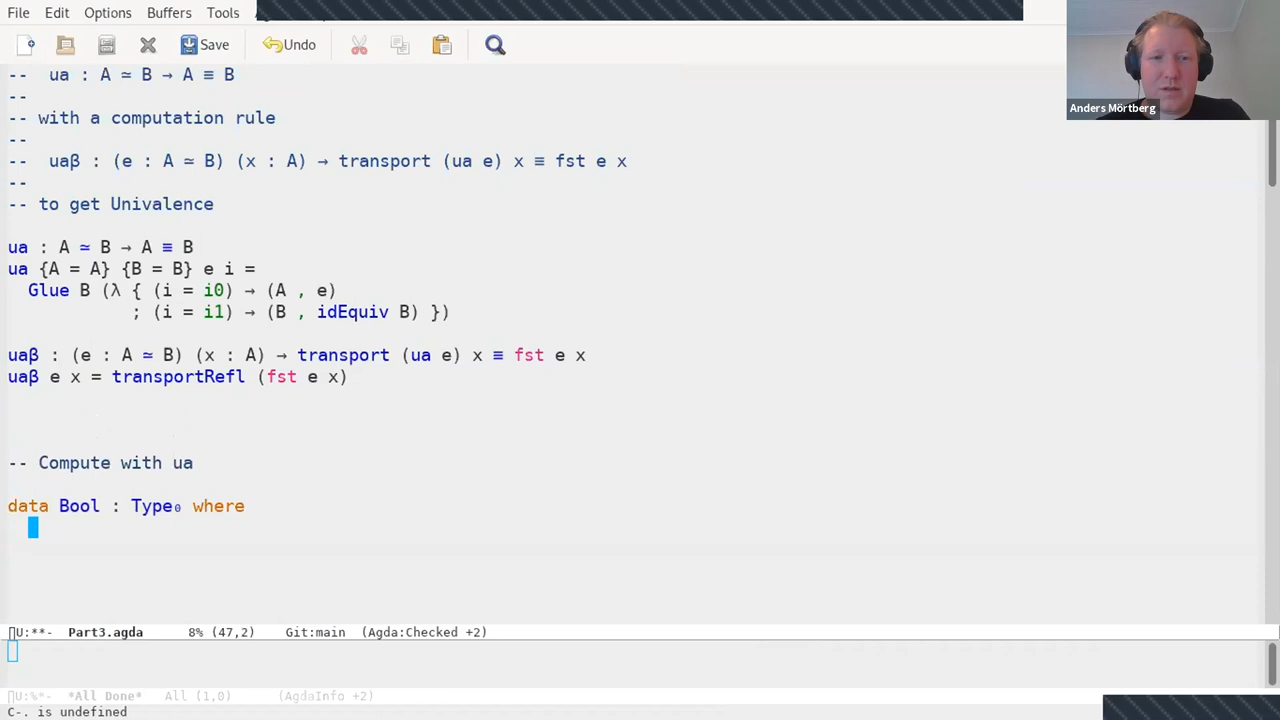 File Edit Options Buffers Tools
Save Undo
Anders Mörtberg
--  ua : A ≃ B → A ≡ B
--
-- with a computation rule
--
--  uaβ : (e : A ≃ B) (x : A) → transport (ua e) x ≡ fst e x
--
-- to get Univalence
ua : A ≃ B → A ≡ B
ua {A = A} {B = B} e i =
  Glue B (λ { (i = i0) → (A , e)
            ; (i = i1) → (B , idEquiv B) })
uaβ : (e : A ≃ B) (x : A) → transport (ua e) x ≡ fst e x
uaβ e x = transportRefl (fst e x)
-- Compute with ua
data Bool : Type₀ where
U:**-  Part3.agda     8% (47,2)    Git:main  (Agda:Checked +2)
U:%*-  *All Done*   All (1,0)     (AgdaInfo +2)
C-. is undefined